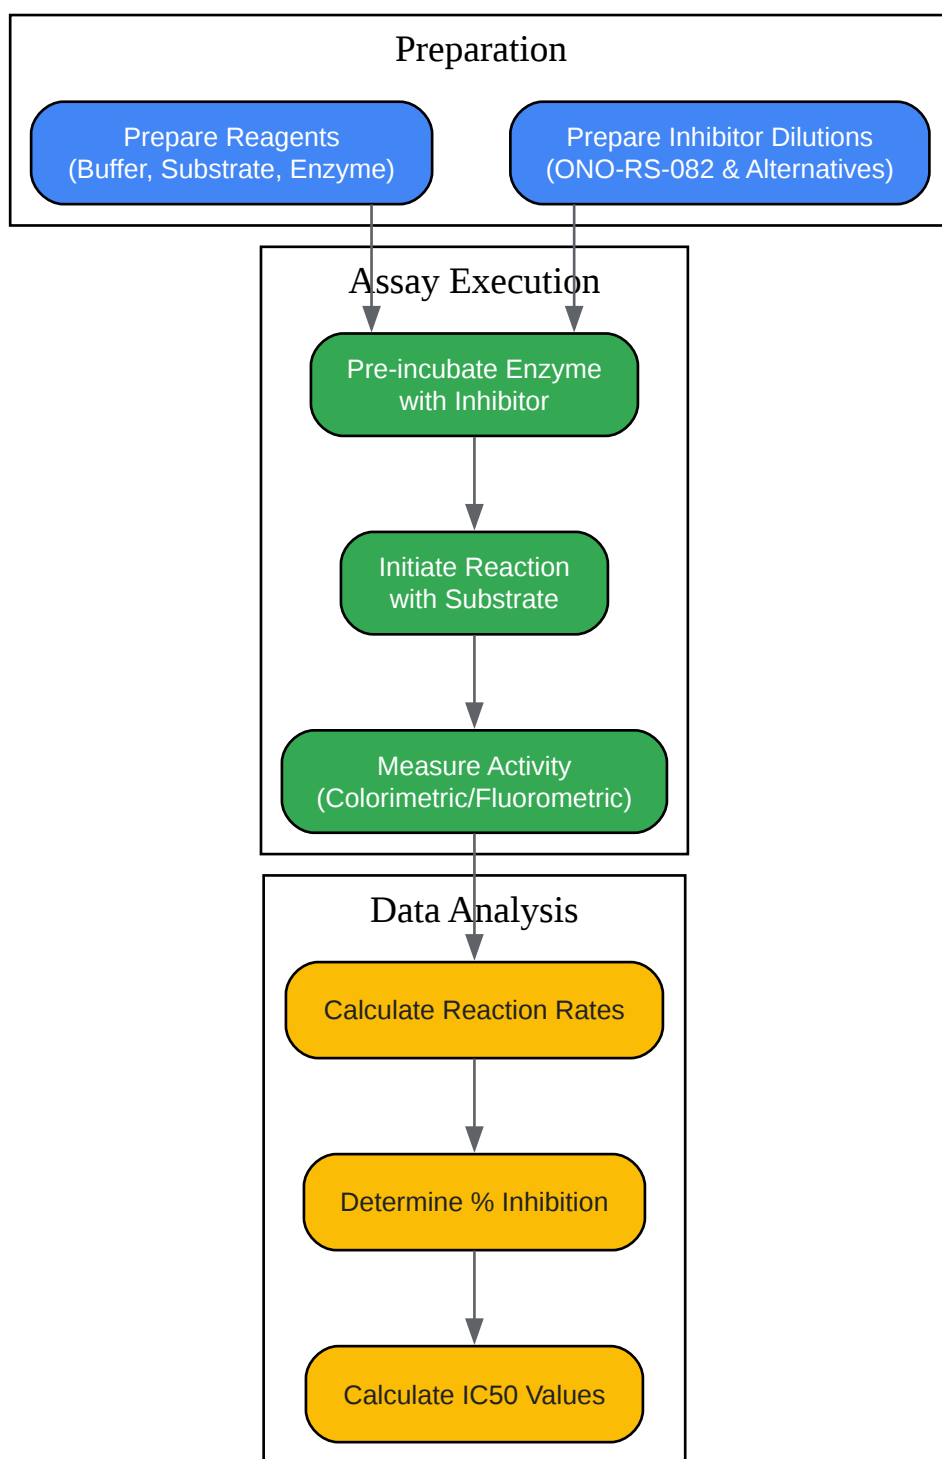 Preparation
Prepare Reagents
(Buffer, Substrate, Enzyme)
Prepare Inhibitor Dilutions
(ONO-RS-082 & Alternatives)
Assay Execution
Pre-incubate Enzyme
with Inhibitor
Initiate Reaction
with Substrate
Measure Activity
(Colorimetric/Fluorometric)
Data Analysis
Calculate Reaction Rates
Determine % Inhibition
Calculate IC50 Values